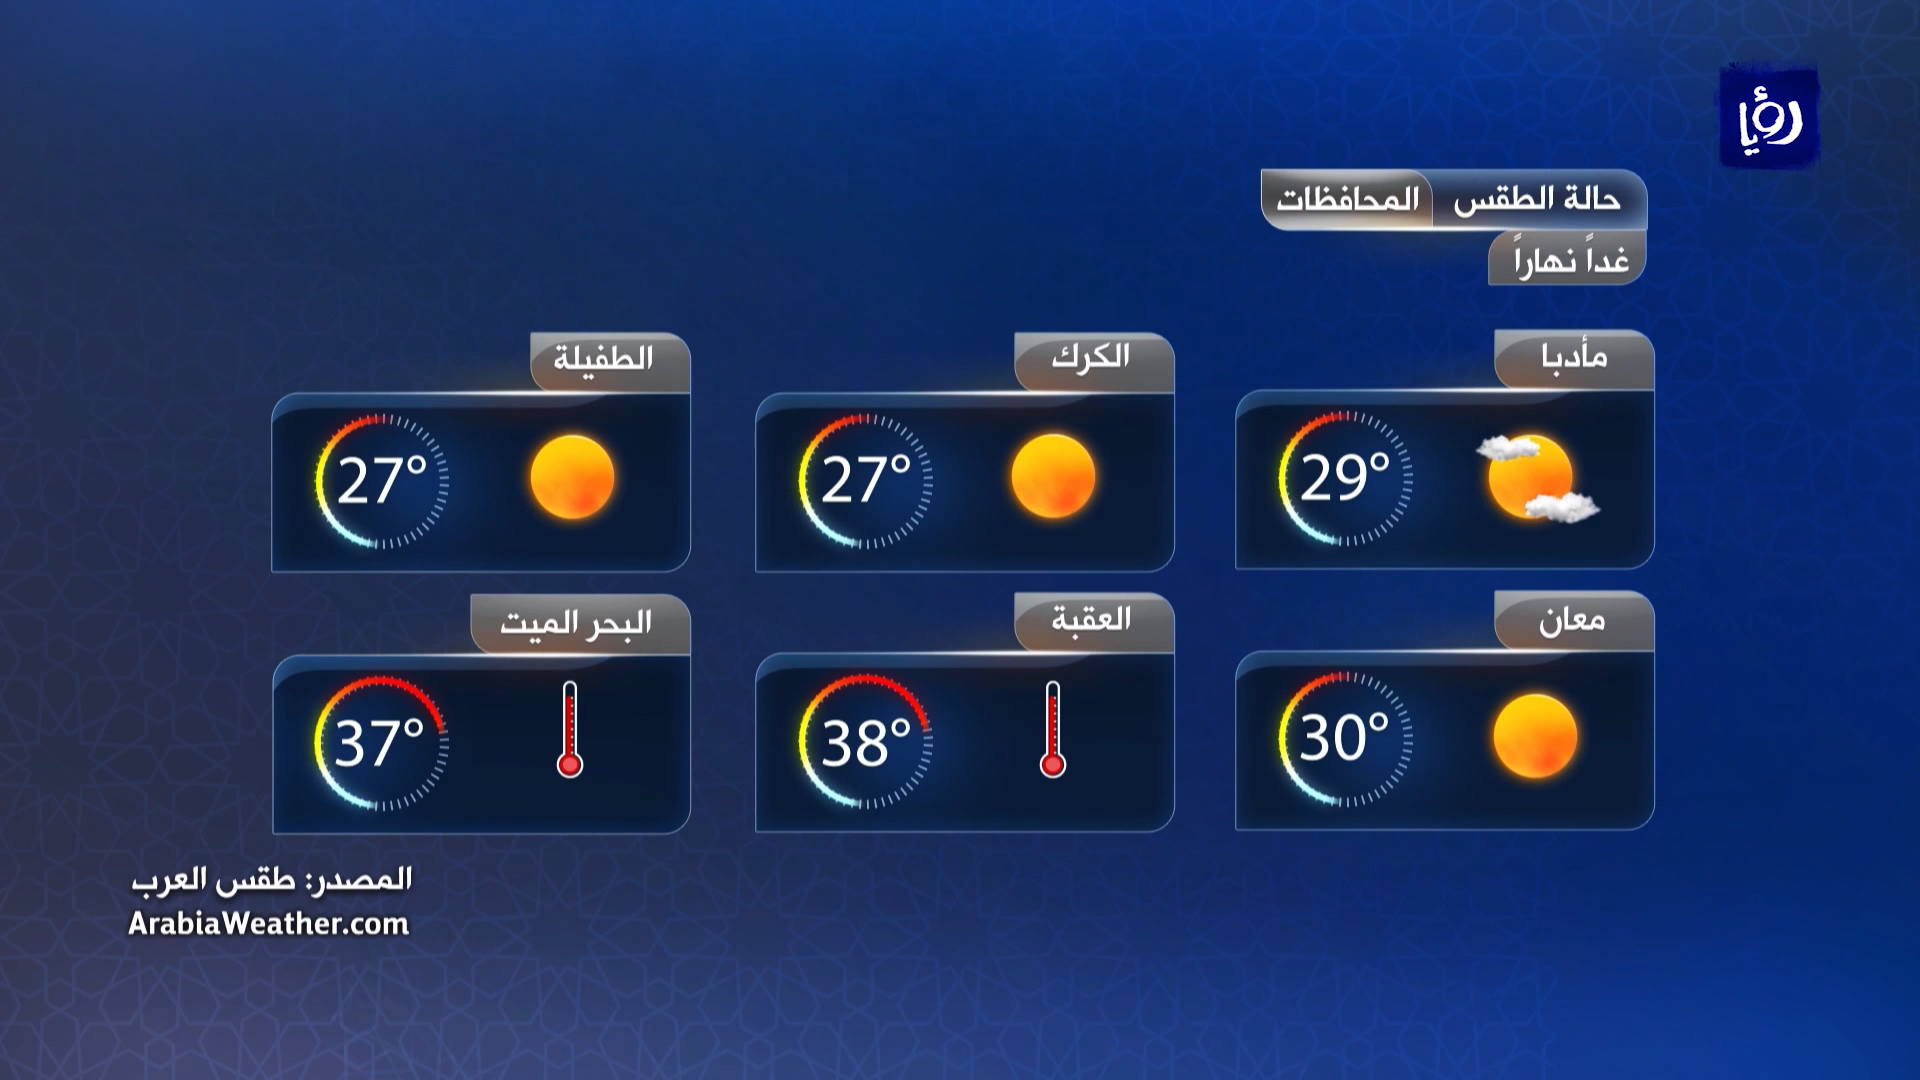 رؤيا
حالة الطقس المحافظات
غداً نهاراً
مأدبا
29°
الكرك
27°
الطفيلة
27°
معان
30°
العقبة
38°
البحر الميت
37°
المصدر: طقس العرب
ArabiaWeather.com